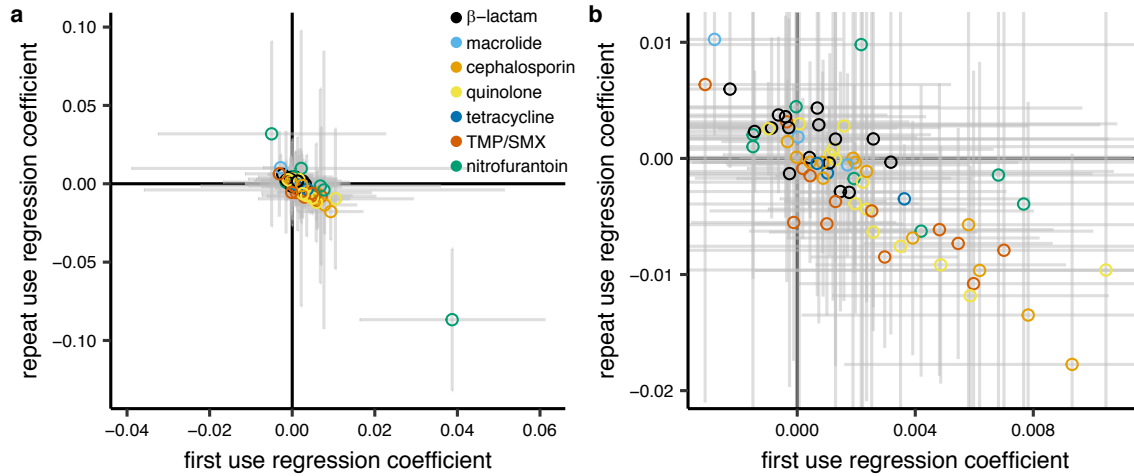 a
repeat use regression coefficient
0.10
0.05
0.00
−0.05
−0.10
−0.04
−0.02
0.00
0.02
0.04
0.06
first use regression coefficient
β−lactam
macrolide
cephalosporin
quinolone
tetracycline
TMP/SMX
nitrofurantoin
b
repeat use regression coefficient
0.01
0.00
−0.01
−0.02
0.000
0.004
0.008
first use regression coefficient